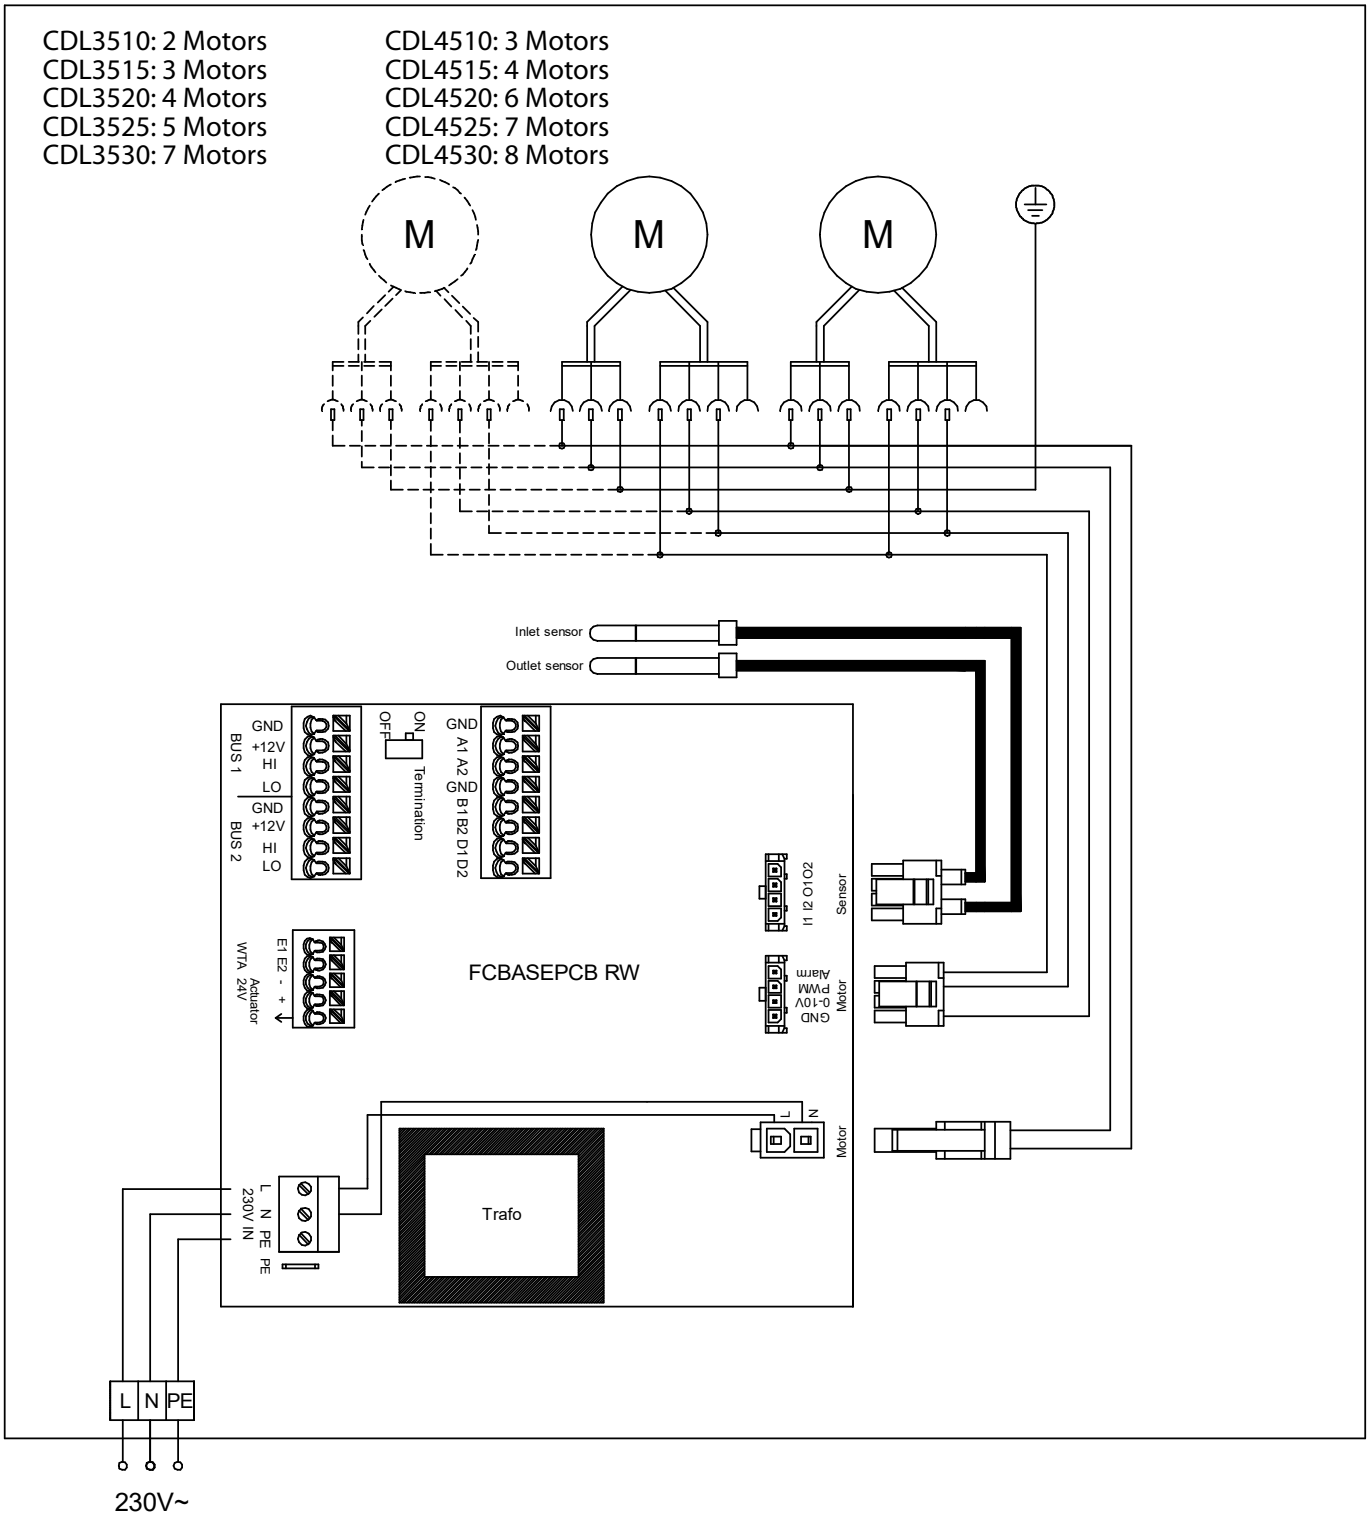 CDL3510: 2 Motors
CDL3515: 3 Motors
CDL3520: 4 Motors
CDL3525: 5 Motors
CDL3530: 7 Motors
CDL4510: 3 Motors
CDL4515: 4 Motors
CDL4520: 6 Motors
CDL4525: 7 Motors
CDL4530: 8 Motors
M
M
M
Inlet sensor
Outlet sensor
BUS 1
GND
+12V
HI
LO
BUS 2
GND
+12V
HI
LO
OFF
ON
Termination
GND
A1 A2
GND
B1 B2 D1 D2
I1 I2 O1 O2
Sensor
WTA
E1 E2 - +
Actuator
24V
FCBASEPCB RW
Alarm
PWM
0-10V
GND
Motor
L
N
Motor
230V IN
L
N
PE
PE
Trafo
L
N
PE
230V~